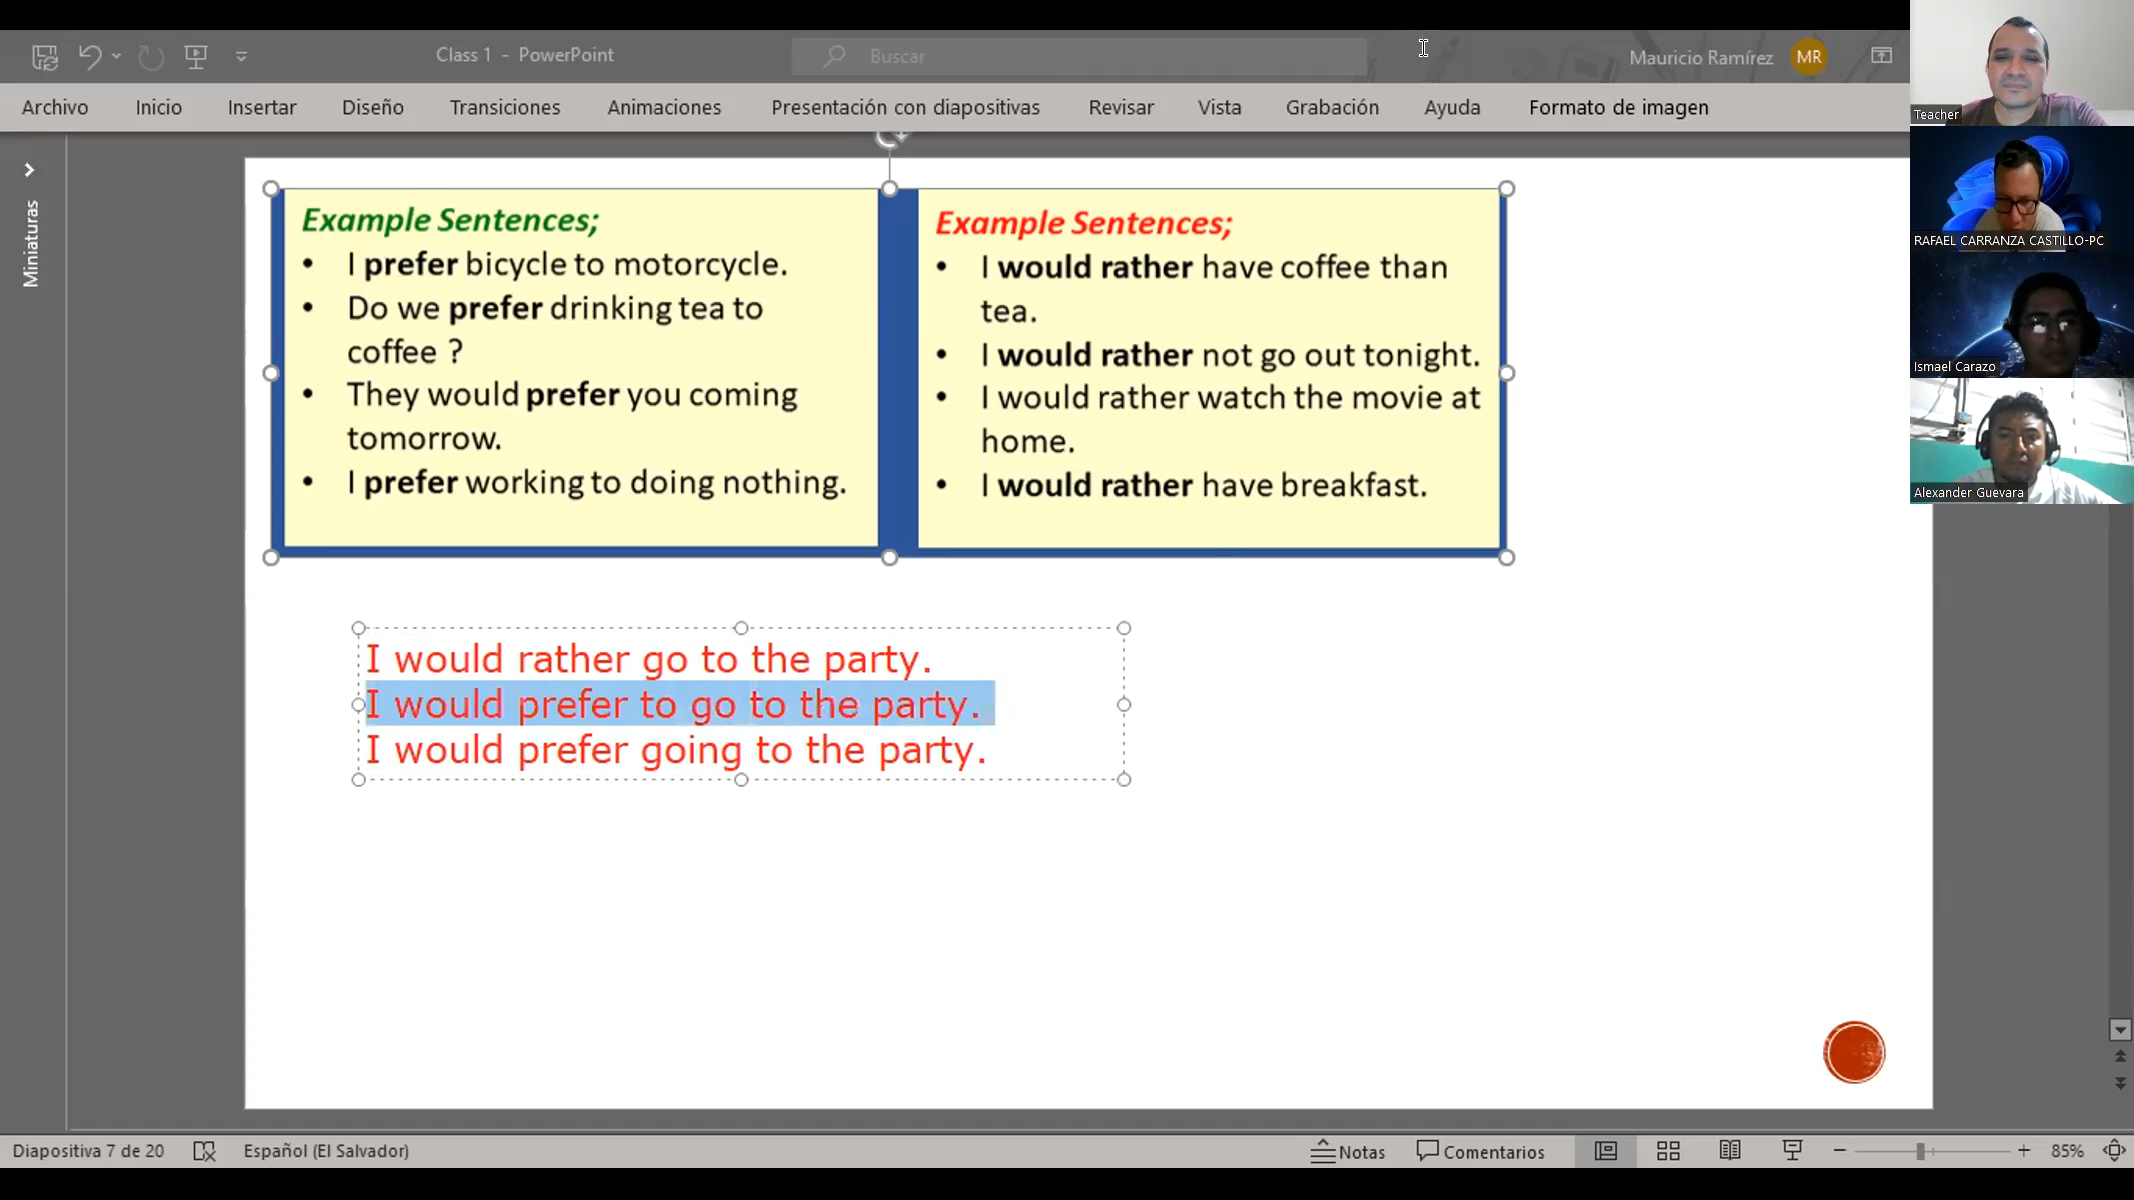 Class 1 - PowerPoint
Buscar
Mauricio Ramírez
MR
Archivo
Inicio
Insertar
Diseño
Transiciones
Animaciones
Presentación con diapositivas
Revisar
Vista
Grabación
Ayuda
Formato de imagen
Miniaturas
Example Sentences;
• I prefer bicycle to motorcycle.
• Do we prefer drinking tea to
coffee ?
• They would prefer you coming
tomorrow.
• I prefer working to doing nothing.
Example Sentences;
• I would rather have coffee than
tea.
• I would rather not go out tonight.
• I would rather watch the movie at
home.
• I would rather have breakfast.
I would rather go to the party.
I would prefer to go to the party.
I would prefer going to the party.
Teacher
RAFAEL CARRANZA CASTILLO-PC
Ismael Carazo
Alexander Guevara
Diapositiva 7 de 20
Español (El Salvador)
Notas
Comentarios
85%